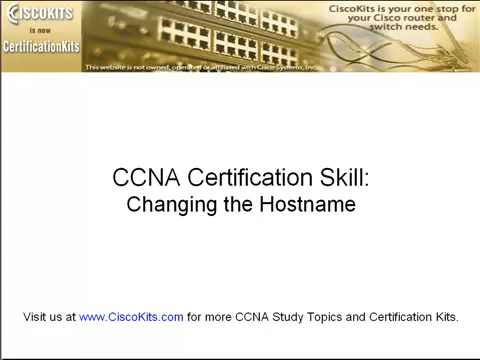 CISCOKITS
is now
CertificationKits
CiscoKits is your one stop for
your Cisco router and
switch needs.
This website is not owned, operated or affiliated with Cisco Systems, Inc.
CCNA Certification Skill:
Changing the Hostname
Visit us at www.CiscoKits.com for more CCNA Study Topics and Certification Kits.